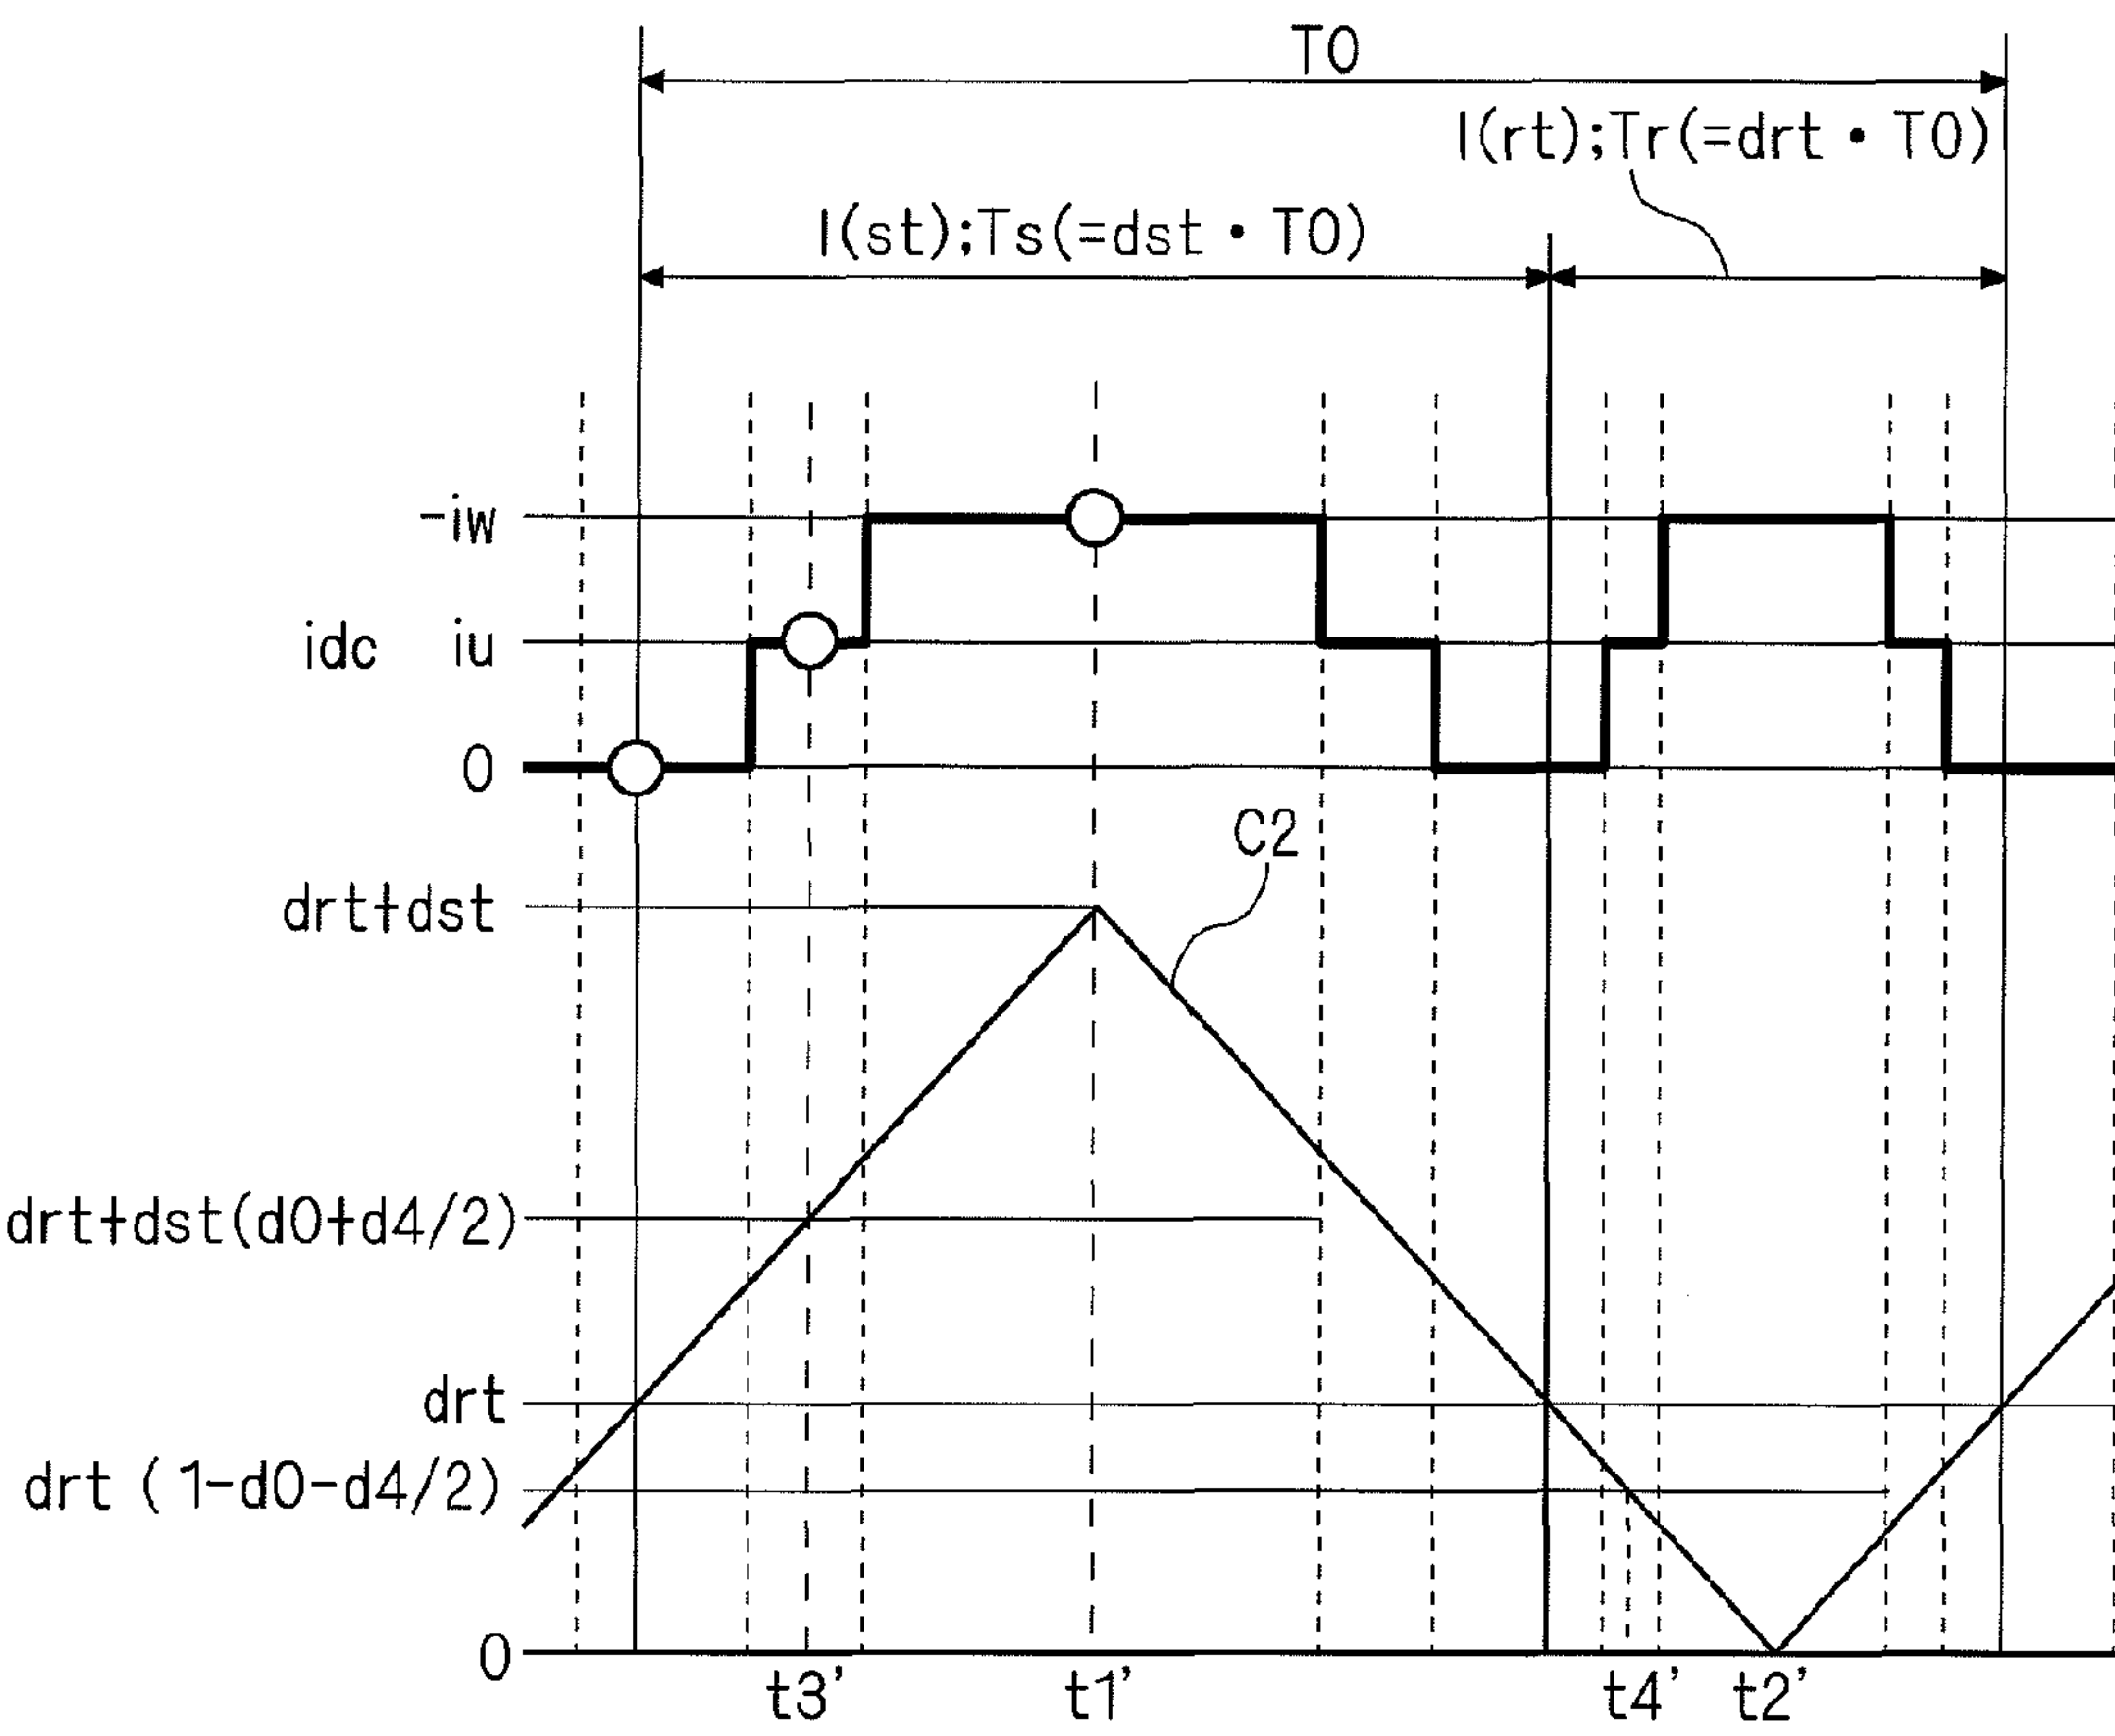 T0
I(rt);Tr(=drt・T0)
I(st);Ts(=dst・T0)
-iw
idc iu
0
C2
drt+dst
drt+dst(d0+d4/2)
drt
drt (1-d0-d4/2)
0
t3' t1' t4' t2'